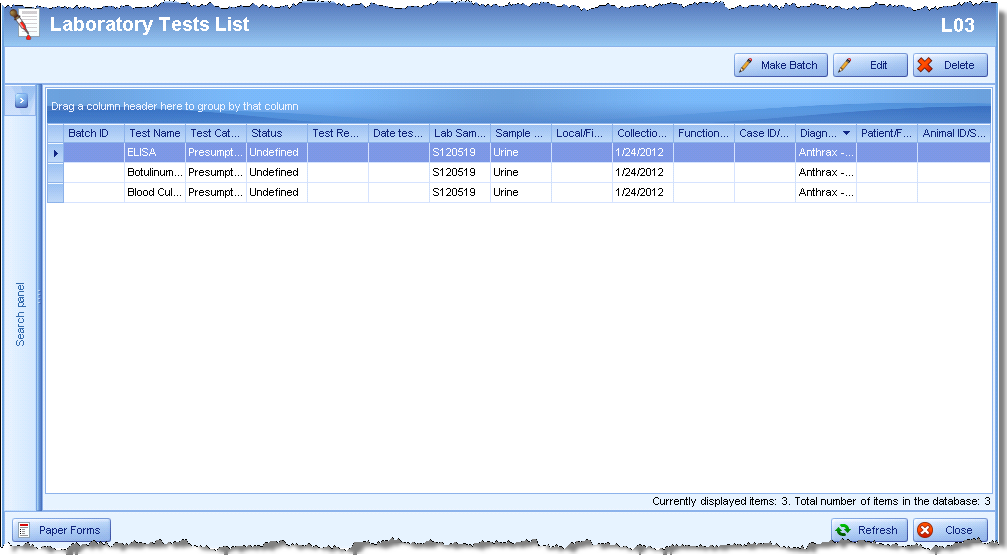 Laboratory Tests List L03
Make Batch Edit Delete
Drag a column header here to group by that column
Batch ID Test Name Test Cat... Status Test Re... Date tes... Lab Sam... Sample ... Local/Fi... Collectio... Function... Case ID/... Diagn... Patient/F... Animal ID/S...
ELISA Presumpt... Undefined S120519 Urine 1/24/2012 Anthrax -...
Botulinum... Presumpt... Undefined S120519 Urine 1/24/2012 Anthrax -...
Blood Cul... Presumpt... Undefined S120519 Urine 1/24/2012 Anthrax -...
Search panel
Currently displayed items: 3. Total number of items in the database: 3
Paper Forms Refresh Close